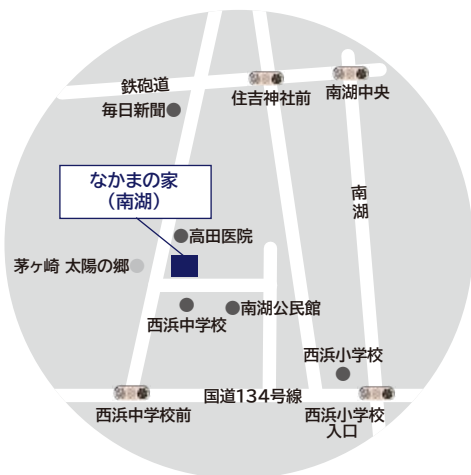 鉄砲道
毎日新聞
住吉神社前
南湖中央
なかまの家
（南湖）
南湖
高田医院
茅ヶ崎 太陽の郷
南湖公民館
西浜中学校
西浜小学校
国道134号線
西浜中学校前
西浜小学校
入口